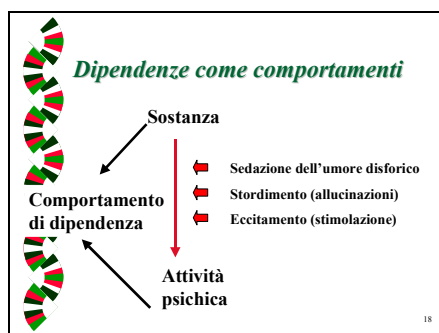 Dipendenze come comportamenti
Sostanza
Sedazione dell'umore disforico
Stordimento (allucinazioni)
Eccitamento (stimolazione)
Comportamento
di dipendenza
Attività
psichica
18